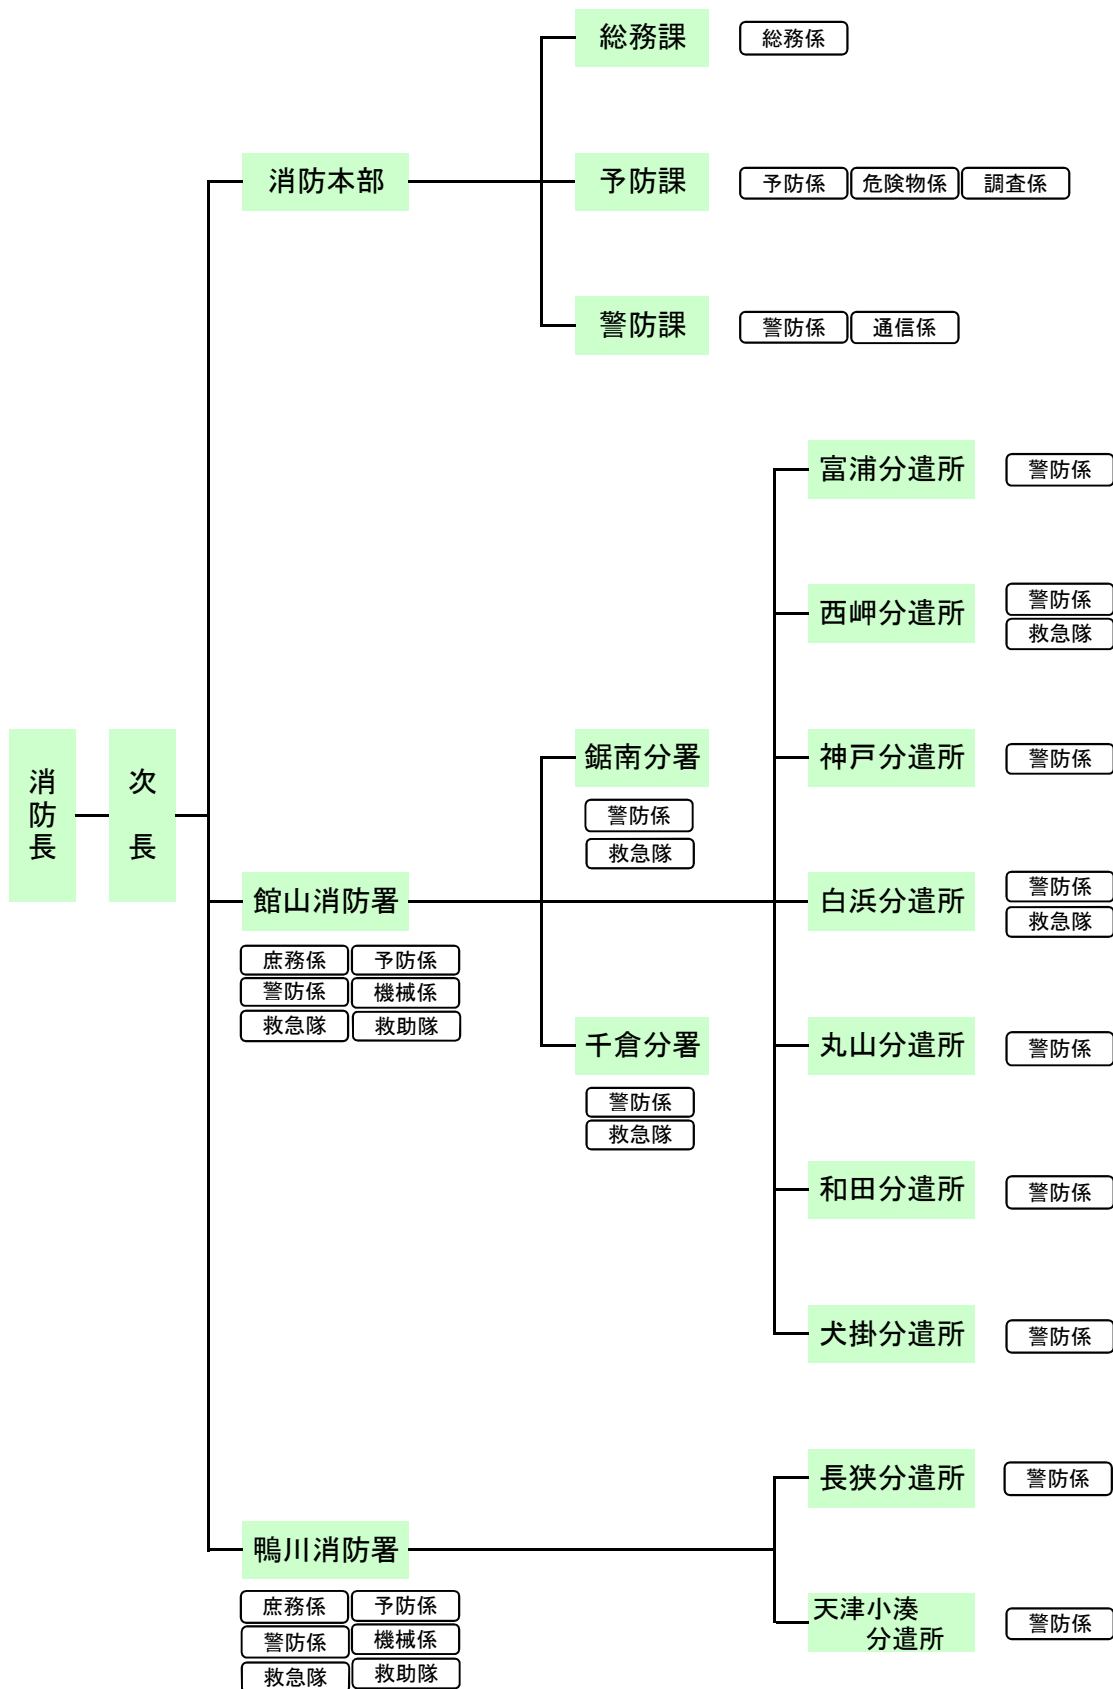 総務課
総務係
消防本部
予防課
予防係
危険物係
調査係
警防課
警防係
通信係
富浦分遣所
警防係
西岬分遣所
警防係
救急隊
消防長
次長
鋸南分署
警防係
救急隊
神戸分遣所
警防係
館山消防署
庶務係
予防係
警防係
機械係
救急隊
救助隊
白浜分遣所
警防係
救急隊
千倉分署
警防係
救急隊
丸山分遣所
警防係
和田分遣所
警防係
犬掛分遣所
警防係
長狭分遣所
警防係
鴨川消防署
庶務係
予防係
警防係
機械係
救急隊
救助隊
天津小湊
分遣所
警防係